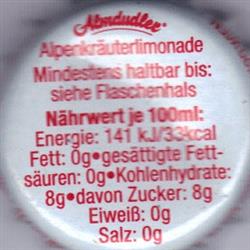 Almdudler®
Alpenkräuterlimonade
Mindestens haltbar bis:
siehe Flaschenhals
Nährwert je 100ml:
Energie: 141 kJ/33kcal
Fett: 0g•gesättigte Fett-
säuren: 0g•Kohlenhydrate:
8g•davon Zucker: 8g
Eiweiß: 0g
Salz: 0g